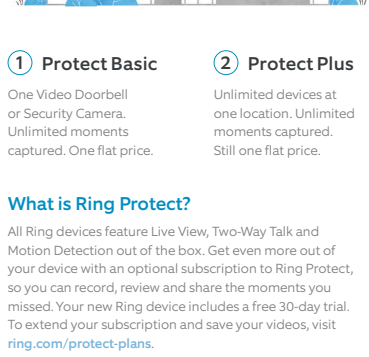 1 Protect Basic
One Video Doorbell
or Security Camera.
Unlimited moments
captured. One flat price.
2 Protect Plus
Unlimited devices at
one location. Unlimited
moments captured.
Still one flat price.
What is Ring Protect?
All Ring devices feature Live View, Two-Way Talk and
Motion Detection out of the box. Get even more out of
your device with an optional subscription to Ring Protect,
so you can record, review and share the moments you
missed. Your new Ring device includes a free 30-day trial.
To extend your subscription and save your videos, visit
ring.com/protect-plans.